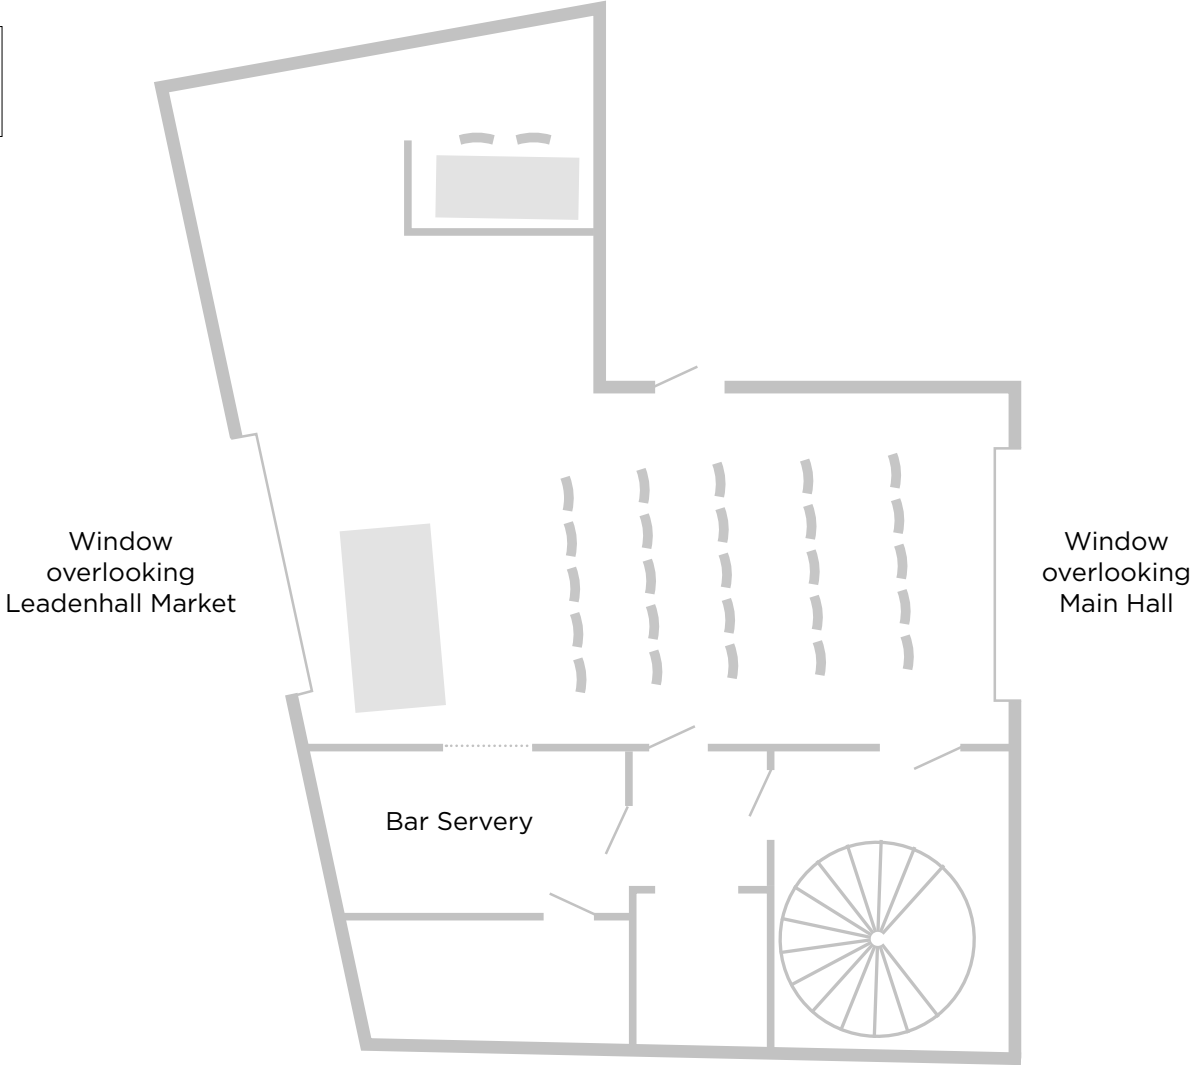 Window
overlooking
Leadenhall Market
Window
overlooking
Main Hall
Bar Servery